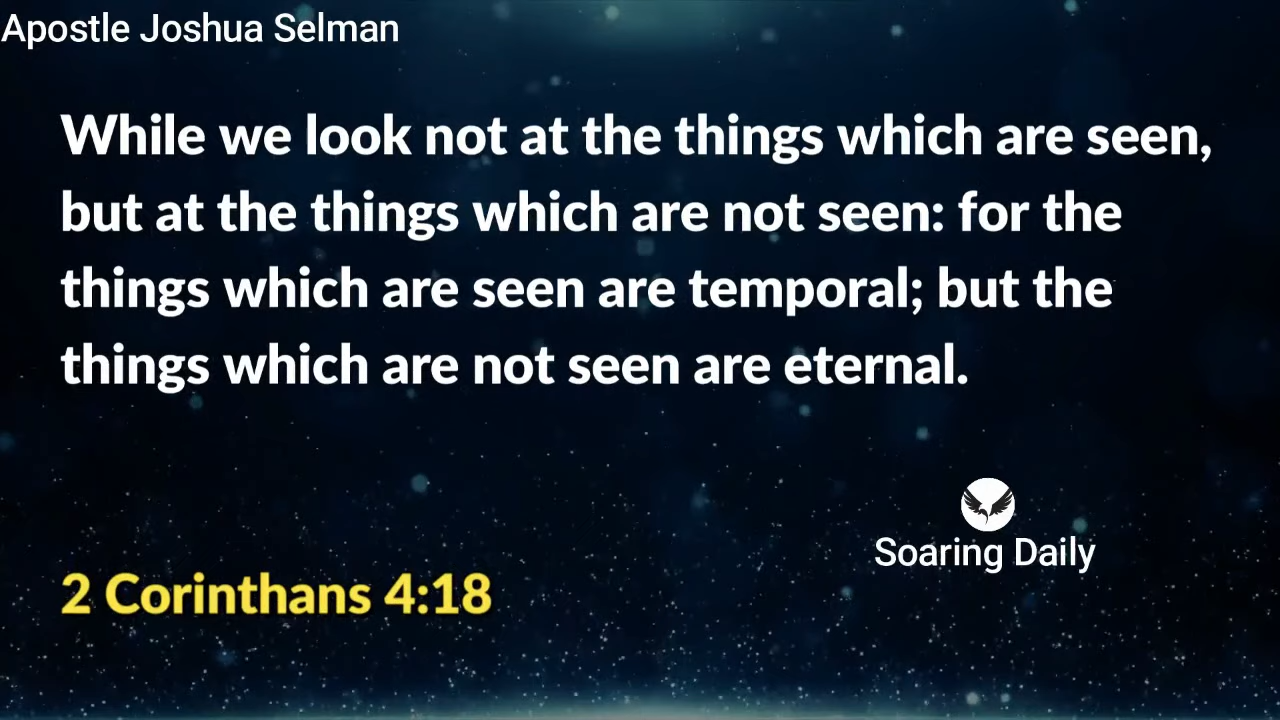 Apostle Joshua Selman
While we look not at the things which are seen,
but at the things which are not seen: for the
things which are seen are temporal; but the
things which are not seen are eternal.
Soaring Daily
2 Corinthans 4:18